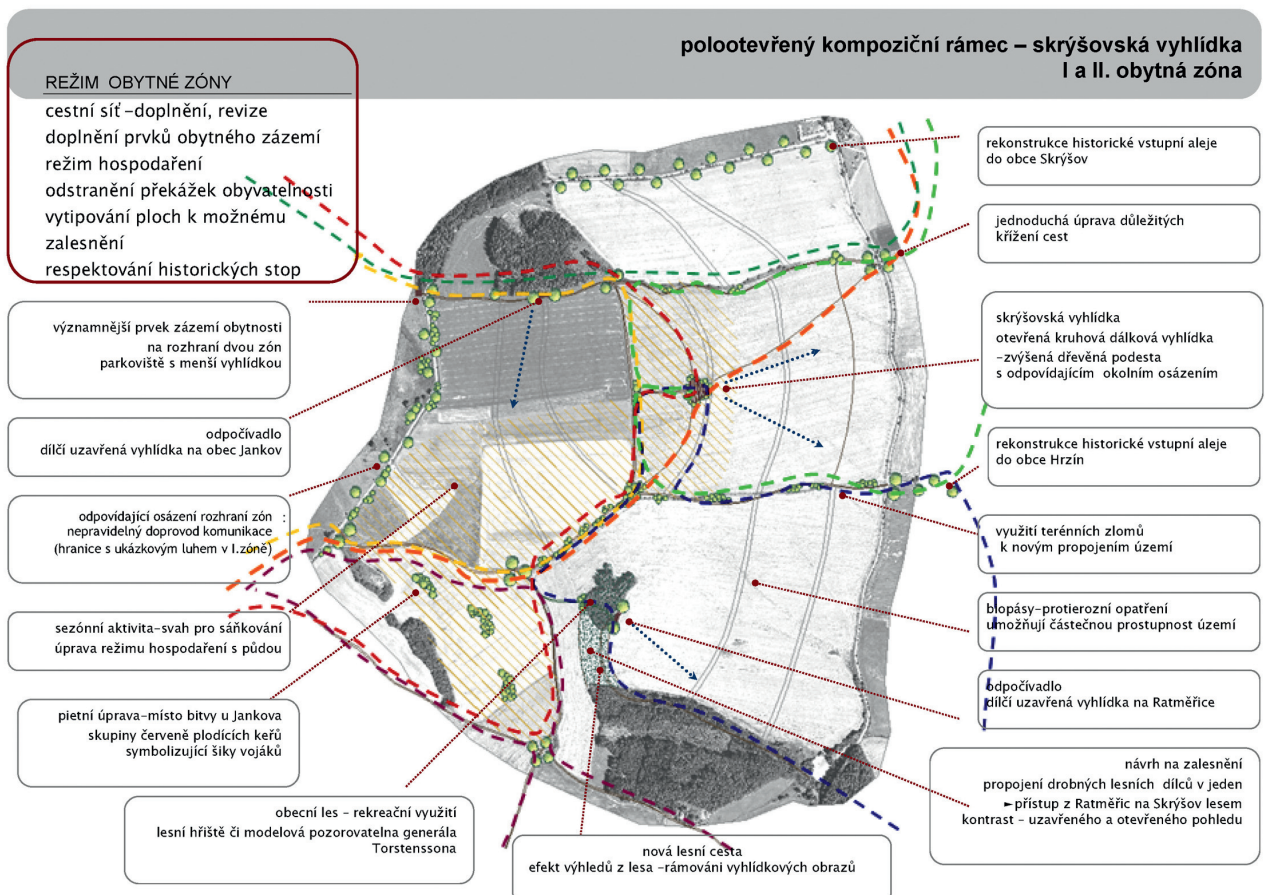 polootevřený kompoziční rámec – skrýšovská vyhlídka
I a II. obytná zóna
REŽIM OBYTNÉ ZÓNY
cestní síť –doplnění, revize
doplnění prvků obytného zázemí
režim hospodaření
odstranění překážek obyvatelnosti
vytipování ploch k možnému
zalesnění
respektování historických stop
významnější prvek zázemí obytnosti
na rozhraní dvou zón
parkoviště s menší vyhlídkou
odpočívadlo
dílčí uzavřená vyhlídka na obec Jankov
odpovídající osázení rozhraní zón :
nepravidelný doprovod komunikace
(hranice s ukázkovým luhem v I.zóně)
sezónní aktivita–svah pro sáňkování
úprava režimu hospodaření s půdou
pietní úprava–místo bitvy u Jankova
skupiny červeně plodících keřů
symbolizující šiky vojáků
obecní les – rekreační využití
lesní hřiště či modelová pozorovatelna generála
Torstenssona
nová lesní cesta
efekt výhledů z lesa –rámováni vyhlídkových obrazů
rekonstrukce historické vstupní aleje
do obce Skrýšov
jednoduchá úprava důležitých
křížení cest
skrýšovská vyhlídka
otevřená kruhová dálková vyhlídka
–zvýšená dřevěná podesta
s odpovídajícím okolním osázením
rekonstrukce historické vstupní aleje
do obce Hrzín
využití terénních zlomů
k novým propojením území
biopásy–protierozní opatření
umožňují částečnou prostupnost území
odpočívadlo
dílčí uzavřená vyhlídka na Ratměřice
návrh na zalesnění
propojení drobných lesních dílců v jeden
►přístup z Ratměřic na Skrýšov lesem
kontrast – uzavřeného a otevřeného pohledu